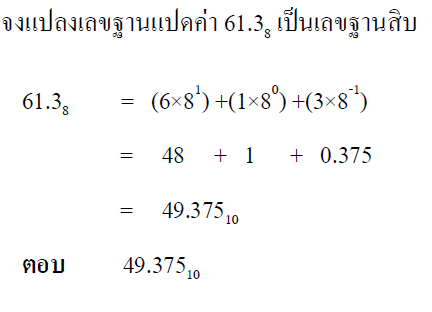 จงแปลงเลขฐานแปดค่า 61.3₈ เป็นเลขฐานสิบ
61.3₈ = (6×8¹) +(1×8⁰) +(3×8⁻¹)
= 48 + 1 + 0.375
= 49.375₁₀
ตอบ 49.375₁₀